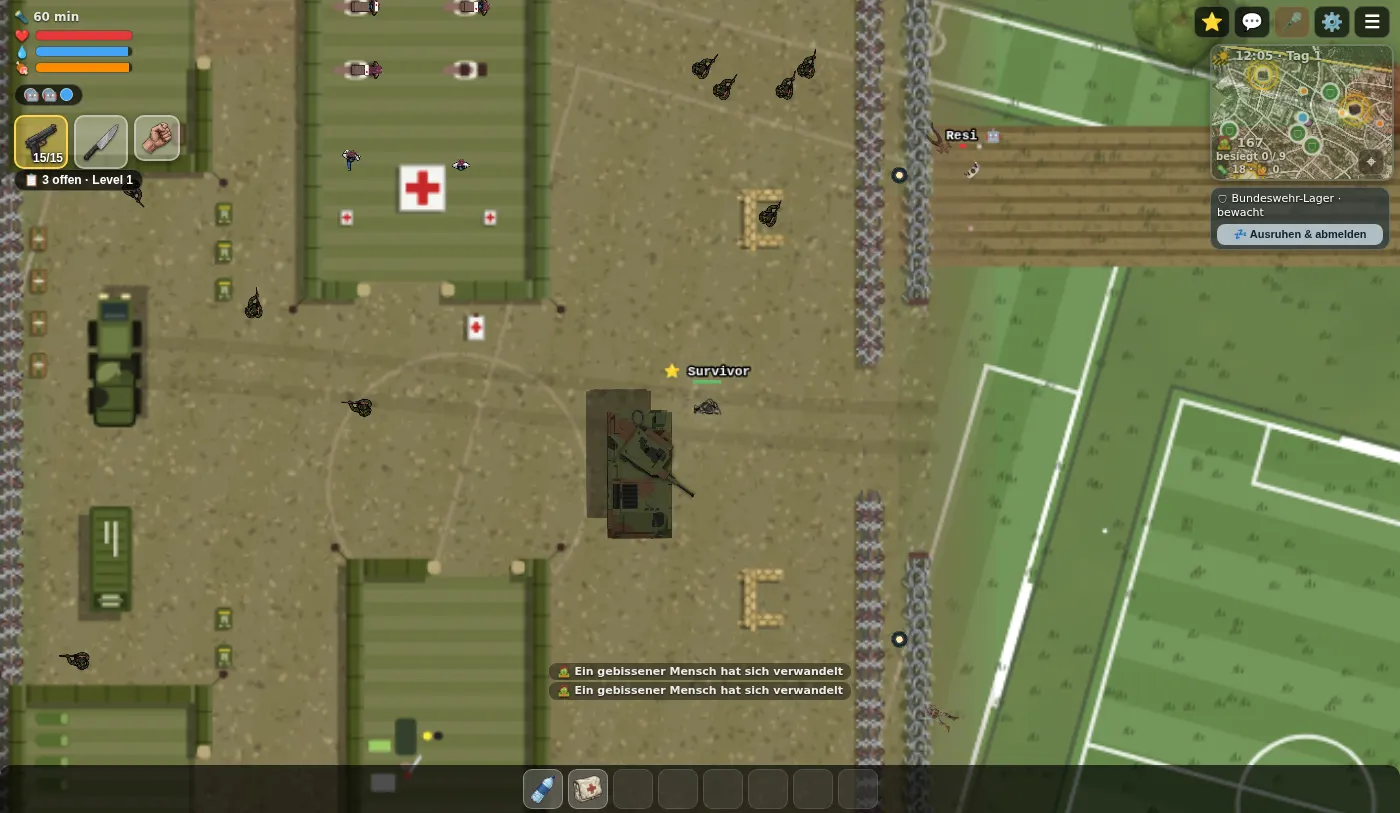 60 min
12:05 · Tag 1
15/15
3 offen · Level 1
Resi
167
besiegt 0 / 9
18 · 0
Bundeswehr-Lager ·
bewacht
Ausruhen & abmelden
Survivor
Ein gebissener Mensch hat sich verwandelt
Ein gebissener Mensch hat sich verwandelt